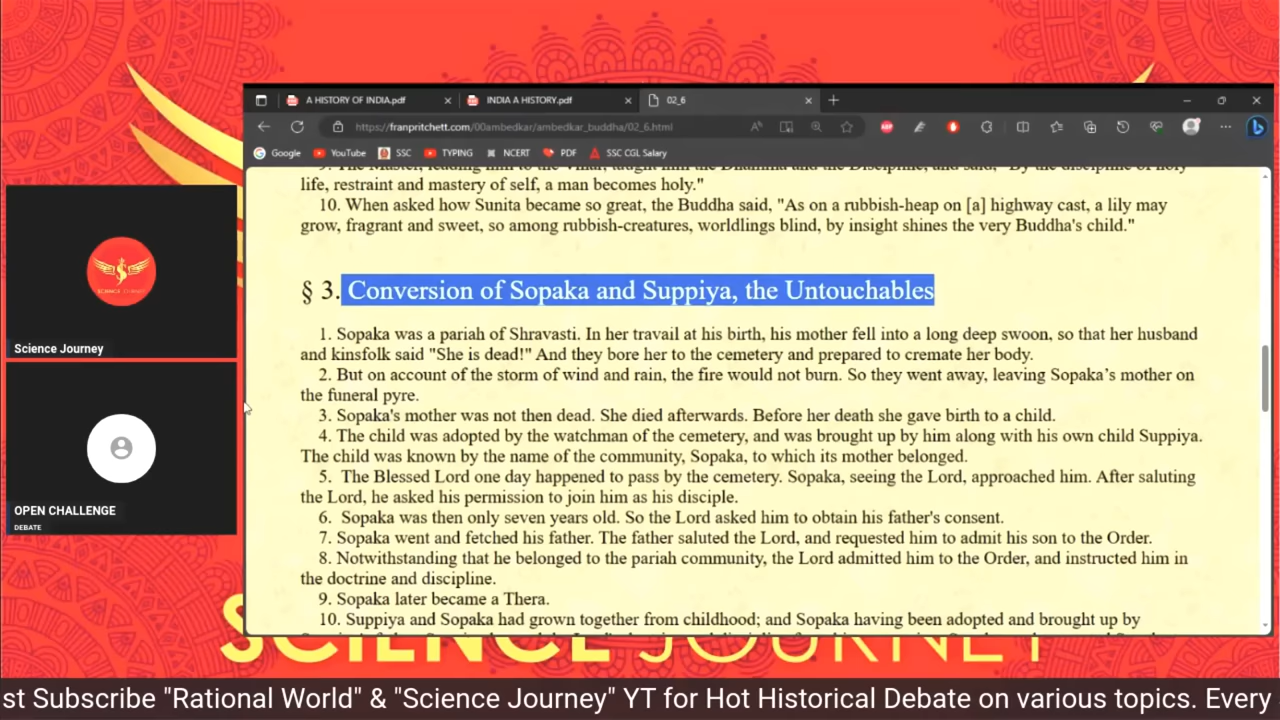 A HISTORY OF INDIA.pdf
INDIA A HISTORY.pdf
02_6
https://franpritchett.com/00ambedkar/ambedkar_buddha/02_6.html
Google
YouTube
SSC
TYPING
NCERT
PDF
SSC CGL Salary
life, restraint and mastery of self, a man becomes holy."
10. When asked how Sunita became so great, the Buddha said, "As on a rubbish-heap on [a] highway cast, a lily may
grow, fragrant and sweet, so among rubbish-creatures, worldlings blind, by insight shines the very Buddha's child."
§ 3. Conversion of Sopaka and Suppiya, the Untouchables
1. Sopaka was a pariah of Shravasti. In her travail at his birth, his mother fell into a long deep swoon, so that her husband
and kinsfolk said "She is dead!" And they bore her to the cemetery and prepared to cremate her body.
2. But on account of the storm of wind and rain, the fire would not burn. So they went away, leaving Sopaka's mother on
the funeral pyre.
3. Sopaka's mother was not then dead. She died afterwards. Before her death she gave birth to a child.
4. The child was adopted by the watchman of the cemetery, and was brought up by him along with his own child Suppiya.
The child was known by the name of the community, Sopaka, to which its mother belonged.
5. The Blessed Lord one day happened to pass by the cemetery. Sopaka, seeing the Lord, approached him. After saluting
the Lord, he asked his permission to join him as his disciple.
6. Sopaka was then only seven years old. So the Lord asked him to obtain his father's consent.
7. Sopaka went and fetched his father. The father saluted the Lord, and requested him to admit his son to the Order.
8. Notwithstanding that he belonged to the pariah community, the Lord admitted him to the Order, and instructed him in
the doctrine and discipline.
9. Sopaka later became a Thera.
10. Suppiya and Sopaka had grown together from childhood; and Sopaka having been adopted and brought up by
SCIENCE JOURNEY
Science Journey
OPEN CHALLENGE
DEBATE
SCIENCE JOURNEY
st Subscribe "Rational World" & "Science Journey" YT for Hot Historical Debate on various topics. Every